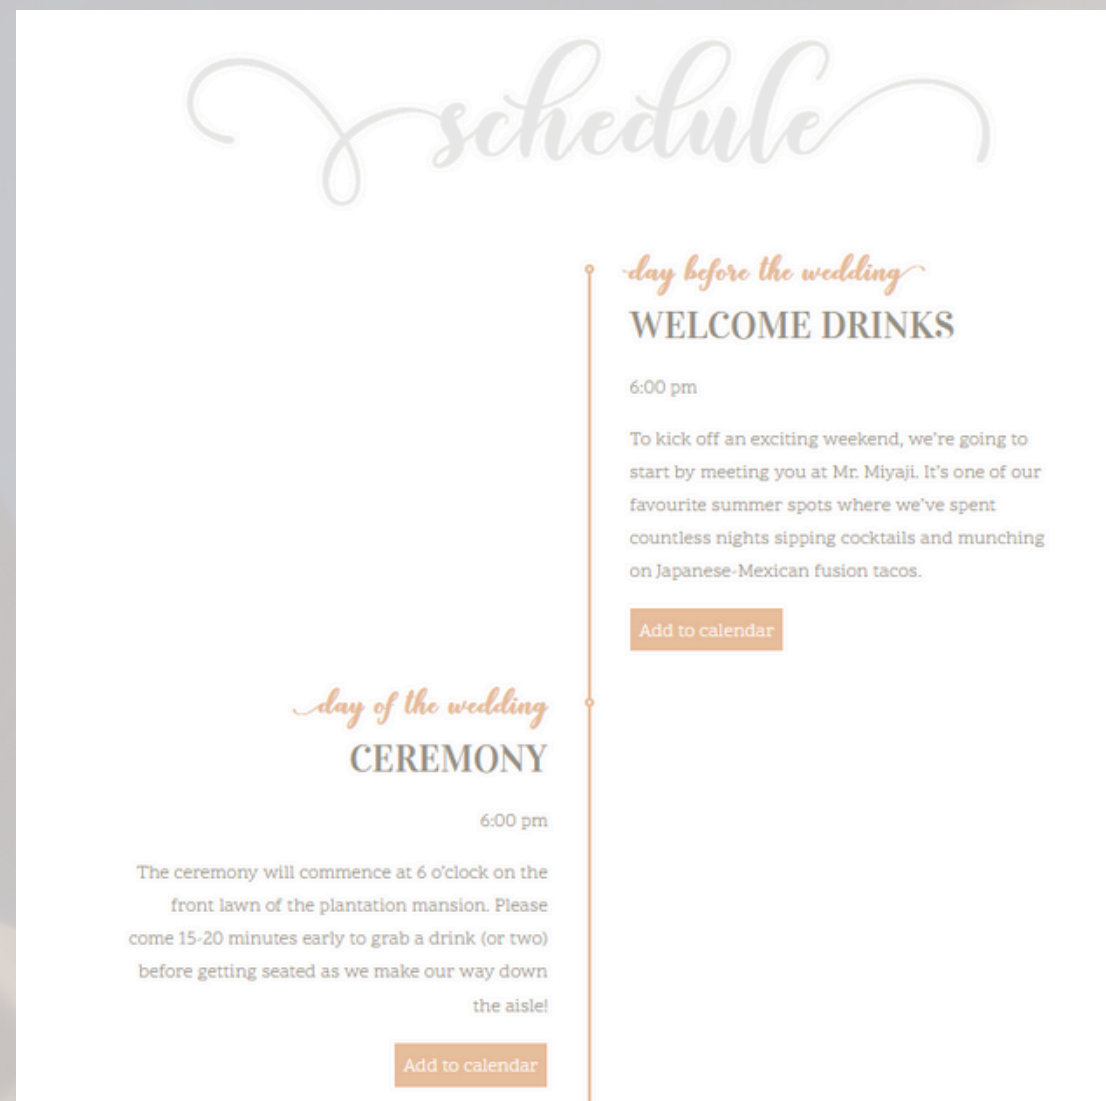 schedule
day before the wedding
WELCOME DRINKS
6:00 pm
To kick off an exciting weekend, we're going to
start by meeting you at Mr. Miyaji. It's one of our
favourite summer spots where we've spent
countless nights sipping cocktails and munching
on Japanese-Mexican fusion tacos.
Add to calendar
day of the wedding
CEREMONY
6:00 pm
The ceremony will commence at 6 o'clock on the
front lawn of the plantation mansion. Please
come 15-20 minutes early to grab a drink (or two)
before getting seated as we make our way down
the aisle!
Add to calendar